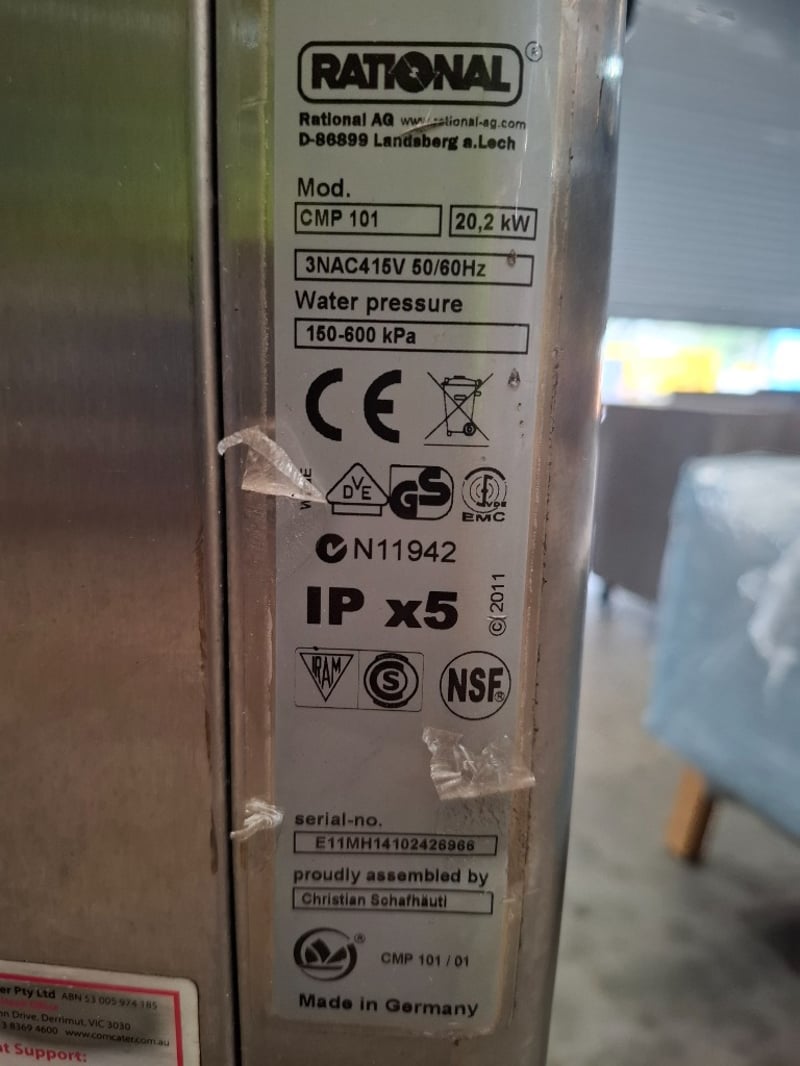 RATIONAL®
Rational AG
D-86899 Landsberg a.Lech
Mod.
CMP 101 20,2 kW
3NAC415V 50/60Hz
Water pressure
150-600 kPa
CE
DVE GS VDE
EMC
N11942
IP x5
©2011
IRAM S NSF®
serial-no.
E11MH14102426966
proudly assembled by
Christian Schafhäutl
®
CMP 101 / 01
Made in Germany
Pty Ltd ABN 53 005 974 185
Drive, Derrimut, VIC 3030
3 8369 4600 www.comcater.com.au
Support: